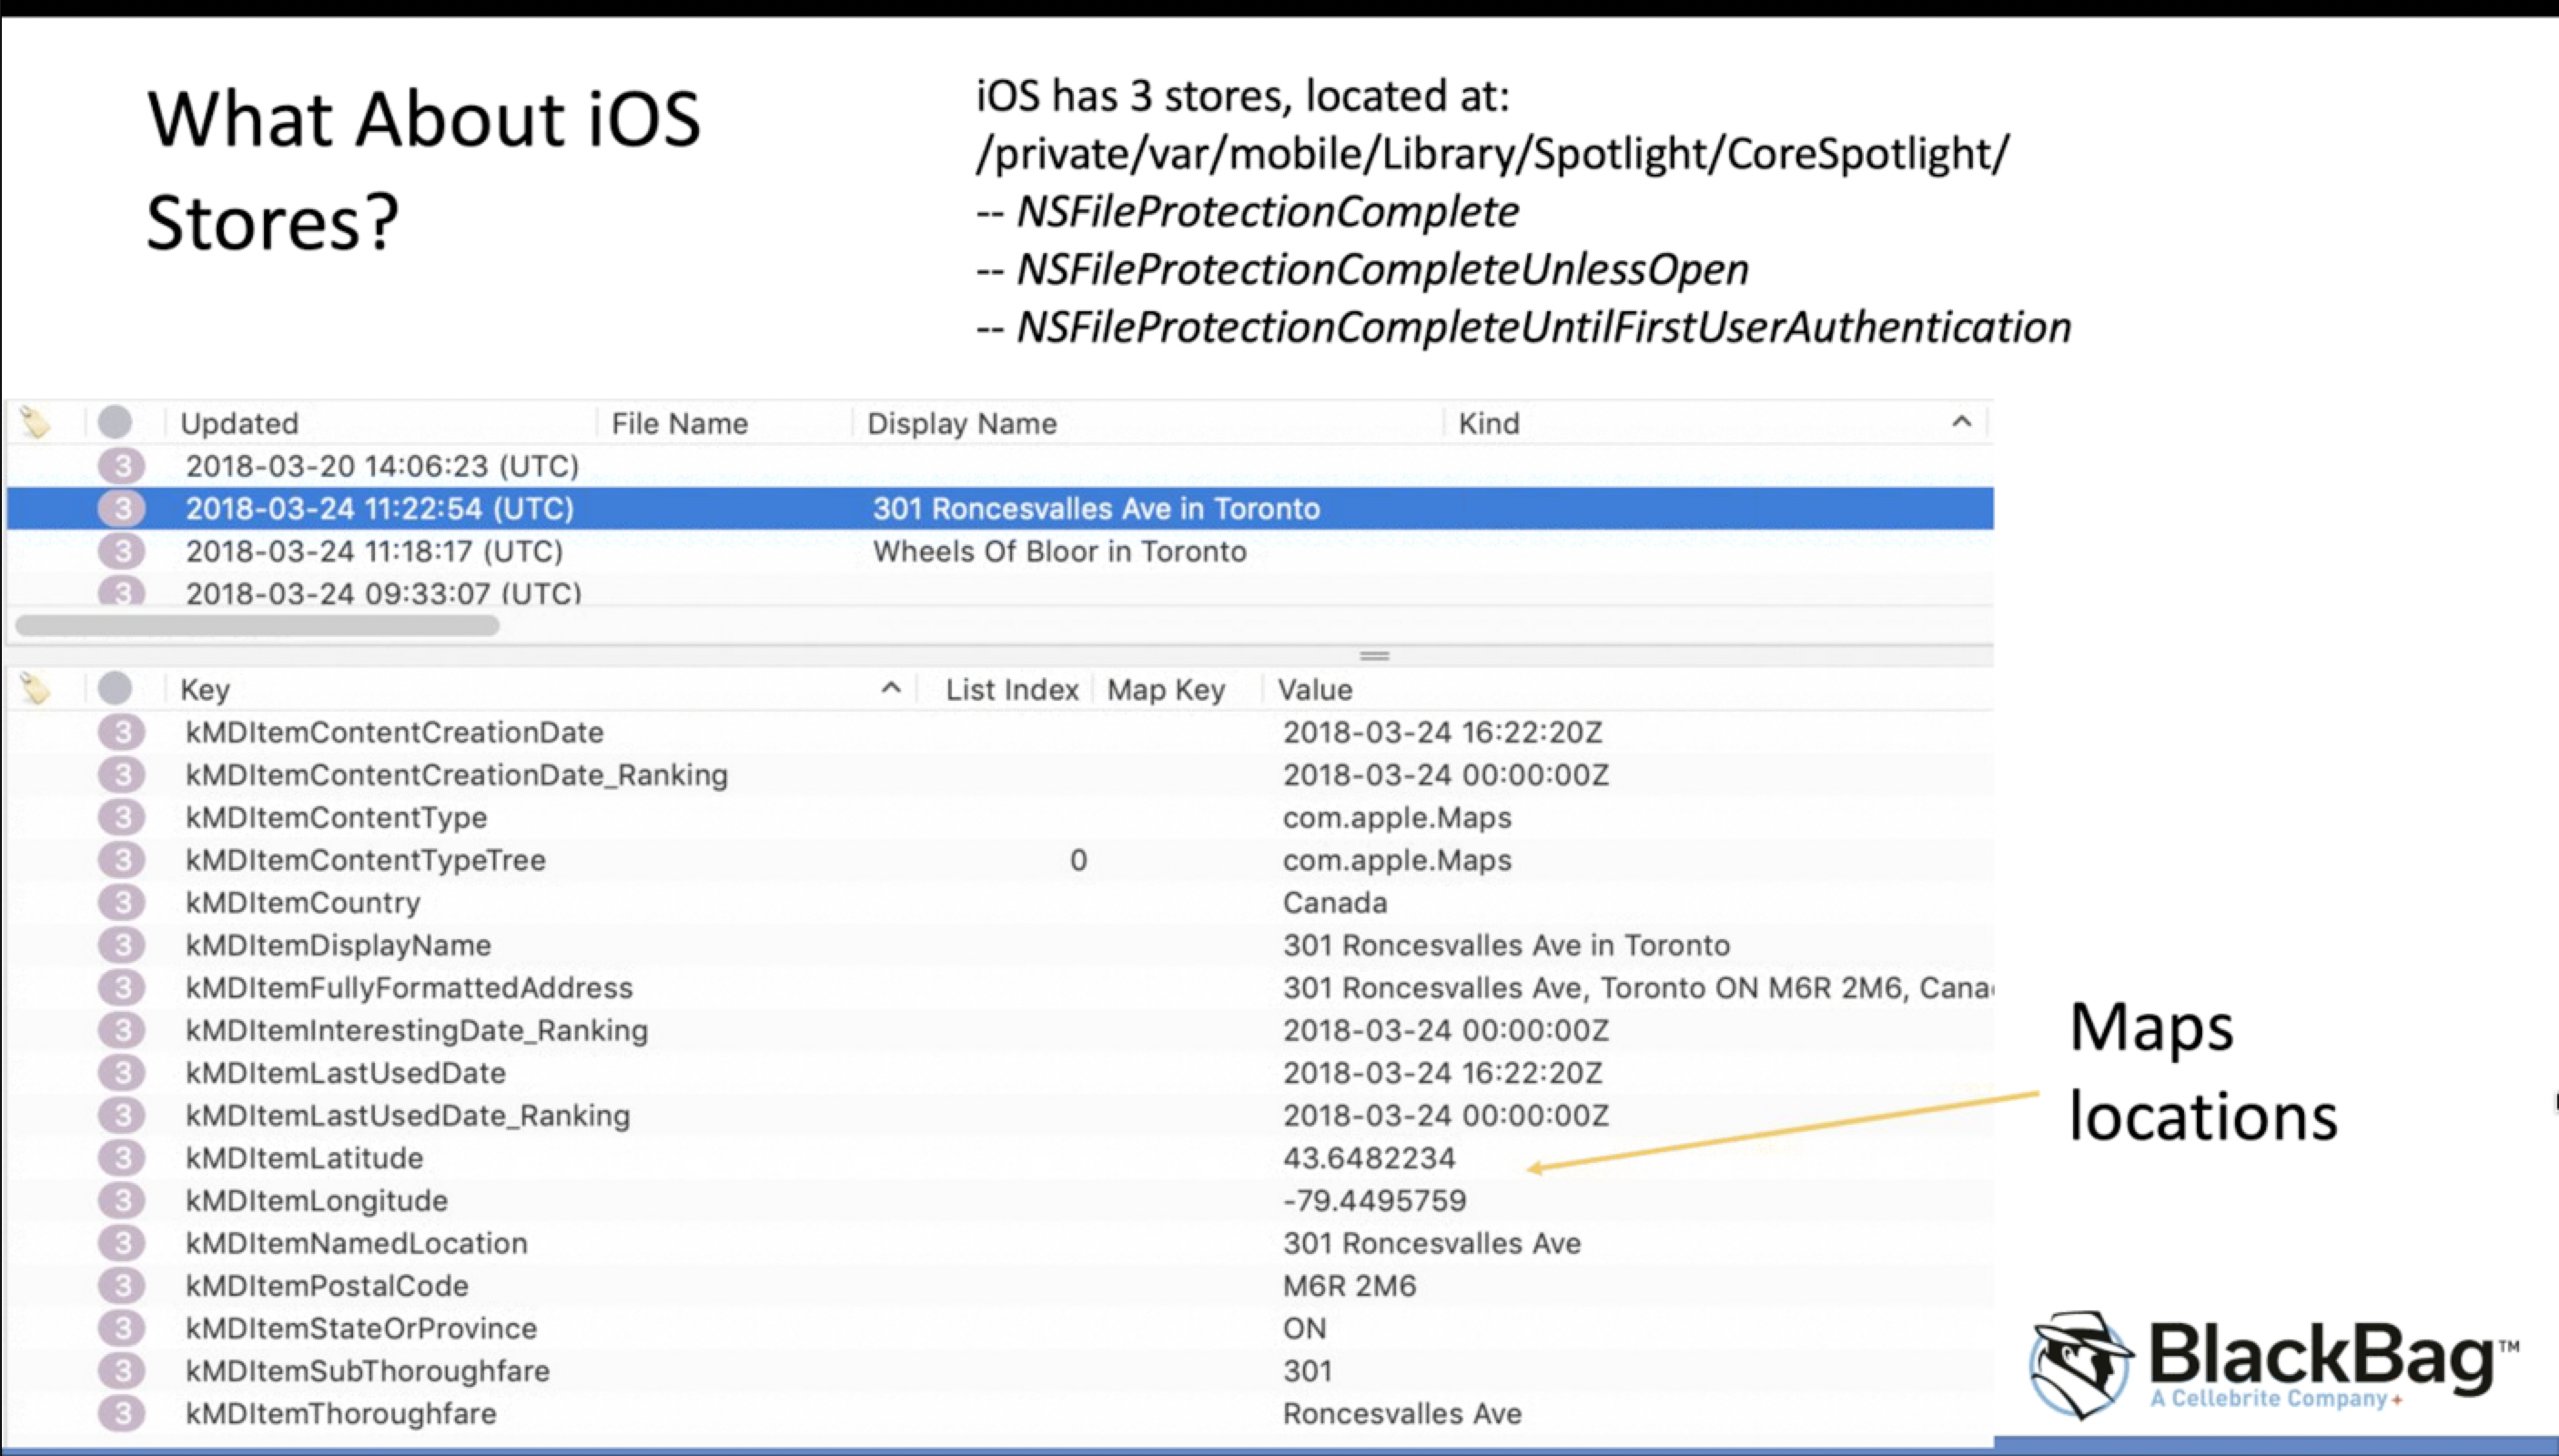 What About iOS
Stores?
iOS has 3 stores, located at:
/private/var/mobile/Library/Spotlight/CoreSpotlight/
-- NSFileProtectionComplete
-- NSFileProtectionCompleteUnlessOpen
-- NSFileProtectionCompleteUntilFirstUserAuthentication
Updated File Name Display Name Kind
3 2018-03-20 14:06:23 (UTC)
3 2018-03-24 11:22:54 (UTC) 301 Roncesvalles Ave in Toronto
3 2018-03-24 11:18:17 (UTC) Wheels Of Bloor in Toronto
3 2018-03-24 09:33:07 (UTC)
Key List Index Map Key Value
3 kMDItemContentCreationDate 2018-03-24 16:22:20Z
3 kMDItemContentCreationDate_Ranking 2018-03-24 00:00:00Z
3 kMDItemContentType com.apple.Maps
3 kMDItemContentTypeTree 0 com.apple.Maps
3 kMDItemCountry Canada
3 kMDItemDisplayName 301 Roncesvalles Ave in Toronto
3 kMDItemFullyFormattedAddress 301 Roncesvalles Ave, Toronto ON M6R 2M6, Cana
3 kMDItemInterestingDate_Ranking 2018-03-24 00:00:00Z
3 kMDItemLastUsedDate 2018-03-24 16:22:20Z
3 kMDItemLastUsedDate_Ranking 2018-03-24 00:00:00Z
3 kMDItemLatitude 43.6482234
3 kMDItemLongitude -79.4495759
3 kMDItemNamedLocation 301 Roncesvalles Ave
3 kMDItemPostalCode M6R 2M6
3 kMDItemStateOrProvince ON
3 kMDItemSubThoroughfare 301
3 kMDItemThoroughfare Roncesvalles Ave
Maps
locations
BlackBag™
A Cellebrite Company+